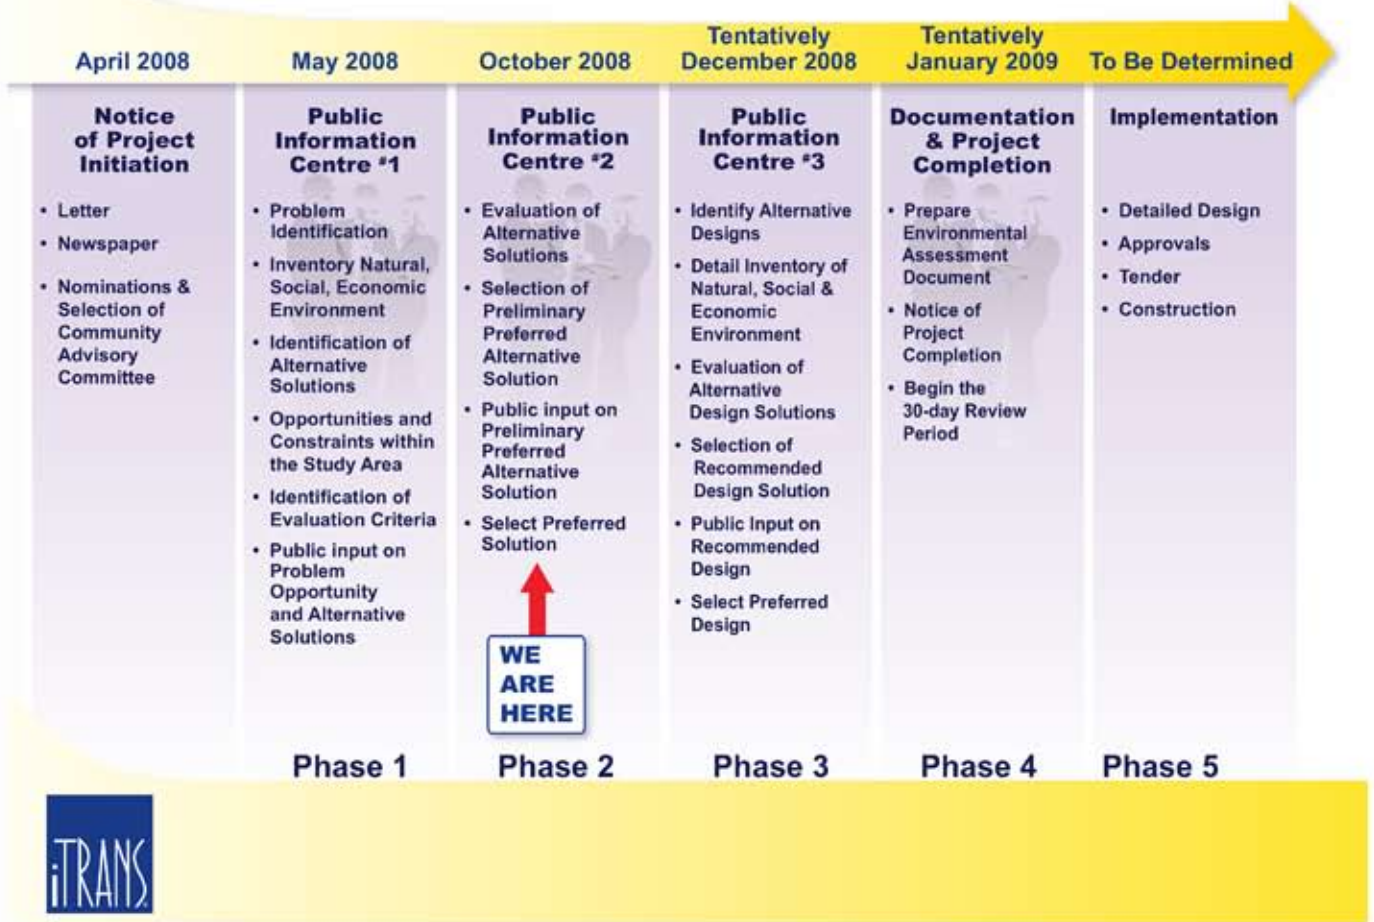 April 2008
Notice
of Project
Initiation
• Letter
• Newspaper
• Nominations &
Selection of
Community
Advisory
Committee
May 2008
Public
Information
Centre #1
• Problem
Identification
• Inventory Natural,
Social, Economic
Environment
• Identification of
Alternative
Solutions
• Opportunities and
Constraints within
the Study Area
• Identification of
Evaluation Criteria
• Public input on
Problem
Opportunity
and Alternative
Solutions
Phase 1
October 2008
Public
Information
Centre #2
• Evaluation of
Alternative
Solutions
• Selection of
Preliminary
Preferred
Alternative
Solution
• Public input on
Preliminary
Preferred
Alternative
Solution
• Select Preferred
Solution
WE
ARE
HERE
Phase 2
Tentatively
December 2008
Public
Information
Centre #3
• Identify Alternative
Designs
• Detail Inventory of
Natural, Social &
Economic
Environment
• Evaluation of
Alternative
Design Solutions
• Selection of
Recommended
Design Solution
• Public Input on
Recommended
Design
• Select Preferred
Design
Phase 3
Tentatively
January 2009
Documentation
& Project
Completion
• Prepare
Environmental
Assessment
Document
• Notice of
Project
Completion
• Begin the
30-day Review
Period
Phase 4
To Be Determined
Implementation
• Detailed Design
• Approvals
• Tender
• Construction
Phase 5
iTRANS